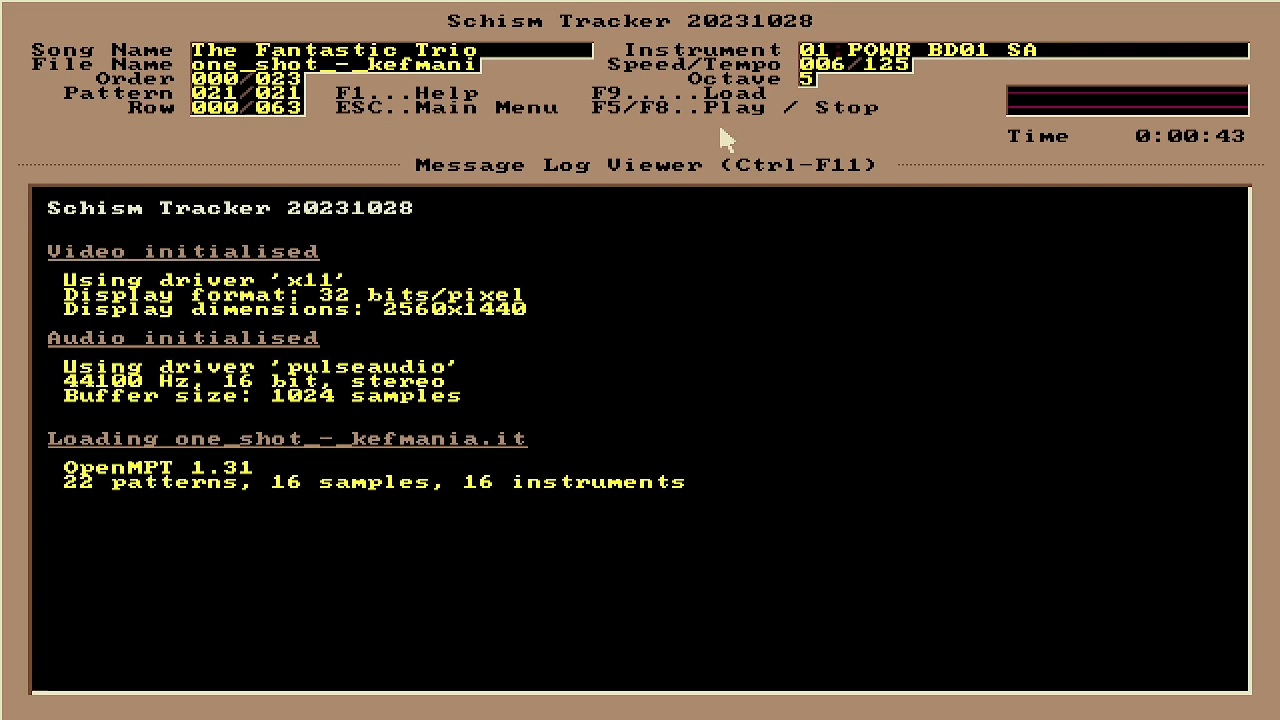 Schism Tracker 20231028
Song Name The Fantastic Trio Instrument 01 POWR BD01 SA
File Name one_shot_-_kefmani Speed/Tempo 006/125
Order 000/023 Octave 5
Pattern 021/021 F1...Help F9.....Load
Row 000/063 ESC..Main Menu F5/F8..Play / Stop
Time 0:00:43
Message Log Viewer (Ctrl-F11)
Schism Tracker 20231028
Video initialised
Using driver 'x11'
Display format: 32 bits/pixel
Display dimensions: 2560x1440
Audio initialised
Using driver 'pulseaudio'
44100 Hz, 16 bit, stereo
Buffer size: 1024 samples
Loading one_shot_-_kefmania.it
OpenMPT 1.31
22 patterns, 16 samples, 16 instruments